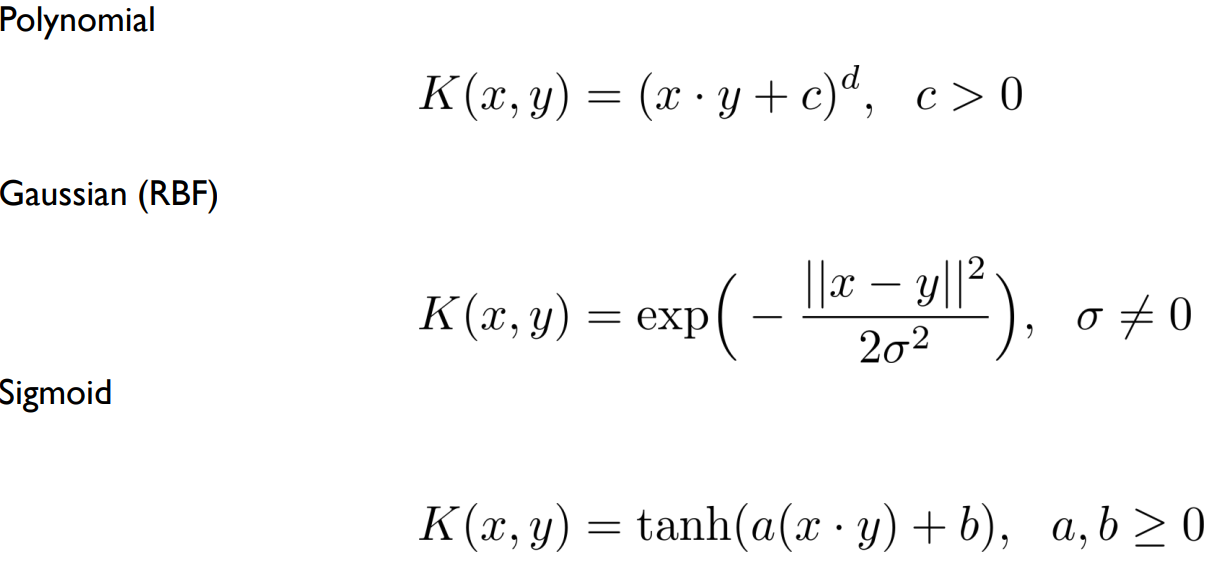 Polynomial
K(x, y) = (x · y + c)^d, c > 0
Gaussian (RBF)
K(x, y) = exp( − ||x − y||^2 / 2σ^2 ), σ ≠ 0
Sigmoid
K(x, y) = tanh(a(x · y) + b), a, b ≥ 0